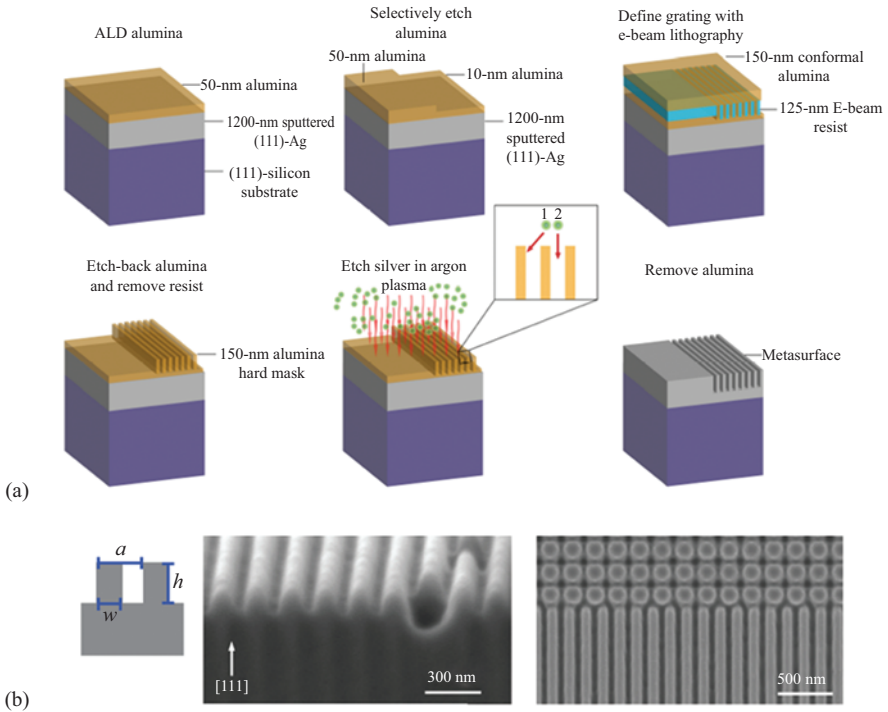 ALD alumina
50-nm alumina
1200-nm sputtered
(111)-Ag
(111)-silicon
substrate
Selectively etch
alumina
50-nm alumina
10-nm alumina
1200-nm
sputtered
(111)-Ag
Define grating with
e-beam lithography
150-nm conformal
alumina
125-nm E-beam
resist
Etch-back alumina
and remove resist
150-nm alumina
hard mask
Etch silver in argon
plasma
1 2
Remove alumina
Metasurface
(a)
a
h
w
[111]
300 nm
500 nm
(b)